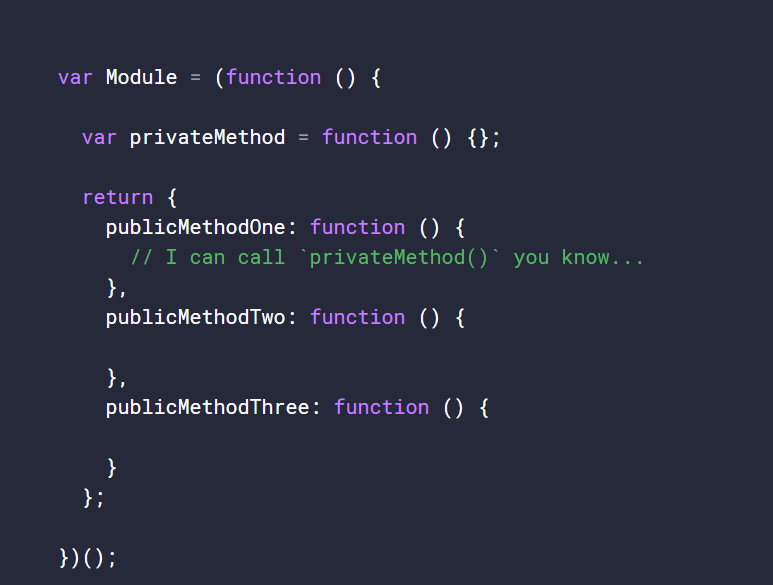 var Module = (function () {
  var privateMethod = function () {};
  return {
    publicMethodOne: function () {
      // I can call `privateMethod()` you know...
    },
    publicMethodTwo: function () {
    },
    publicMethodThree: function () {
    }
  };
})();